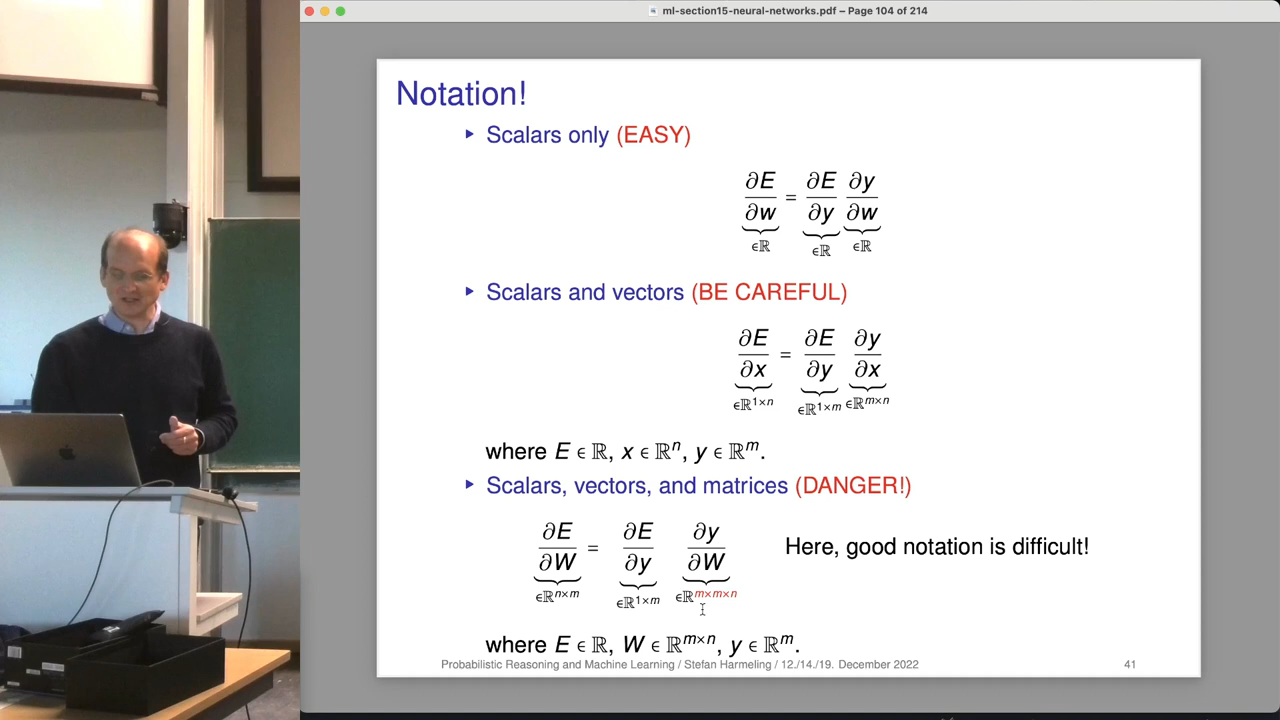 ml-section15-neural-networks.pdf – Page 104 of 214
Notation!
▸ Scalars only (EASY)
∂E/∂w = ∂E/∂y ∂y/∂w
∈ℝ ∈ℝ ∈ℝ
▸ Scalars and vectors (BE CAREFUL)
∂E/∂x = ∂E/∂y ∂y/∂x
∈ℝ^{1×n} ∈ℝ^{1×m} ∈ℝ^{m×n}
where E ∈ ℝ, x ∈ ℝ^n, y ∈ ℝ^m.
▸ Scalars, vectors, and matrices (DANGER!)
∂E/∂W = ∂E/∂y ∂y/∂W Here, good notation is difficult!
∈ℝ^{n×m} ∈ℝ^{1×m} ∈ℝ^{m×m×n}
where E ∈ ℝ, W ∈ ℝ^{m×n}, y ∈ ℝ^m.
Probabilistic Reasoning and Machine Learning / Stefan Harmeling / 12./14./19. December 2022 41